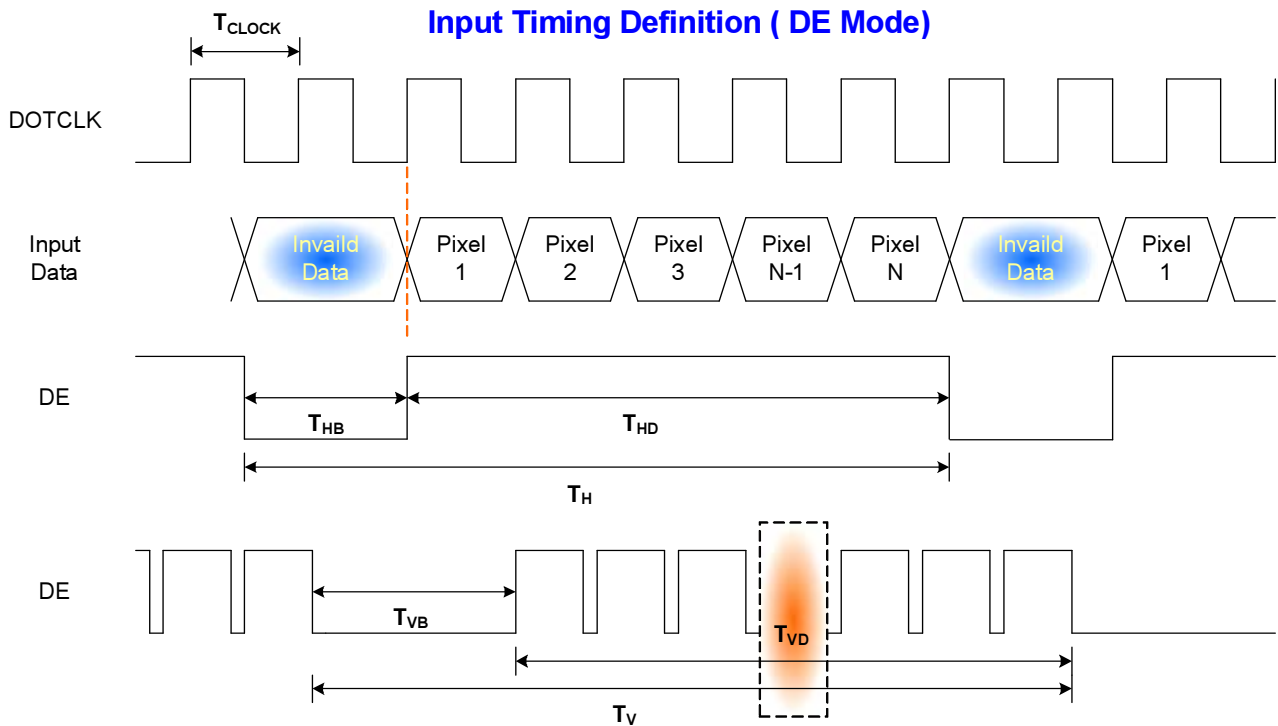 Input Timing Definition ( DE Mode)
TCLOCK
DOTCLK
Input
Data
Invaild
Data
Pixel
1
Pixel
2
Pixel
3
Pixel
N-1
Pixel
N
Invaild
Data
Pixel
1
DE
THB
THD
TH
DE
TVB
TVD
TV